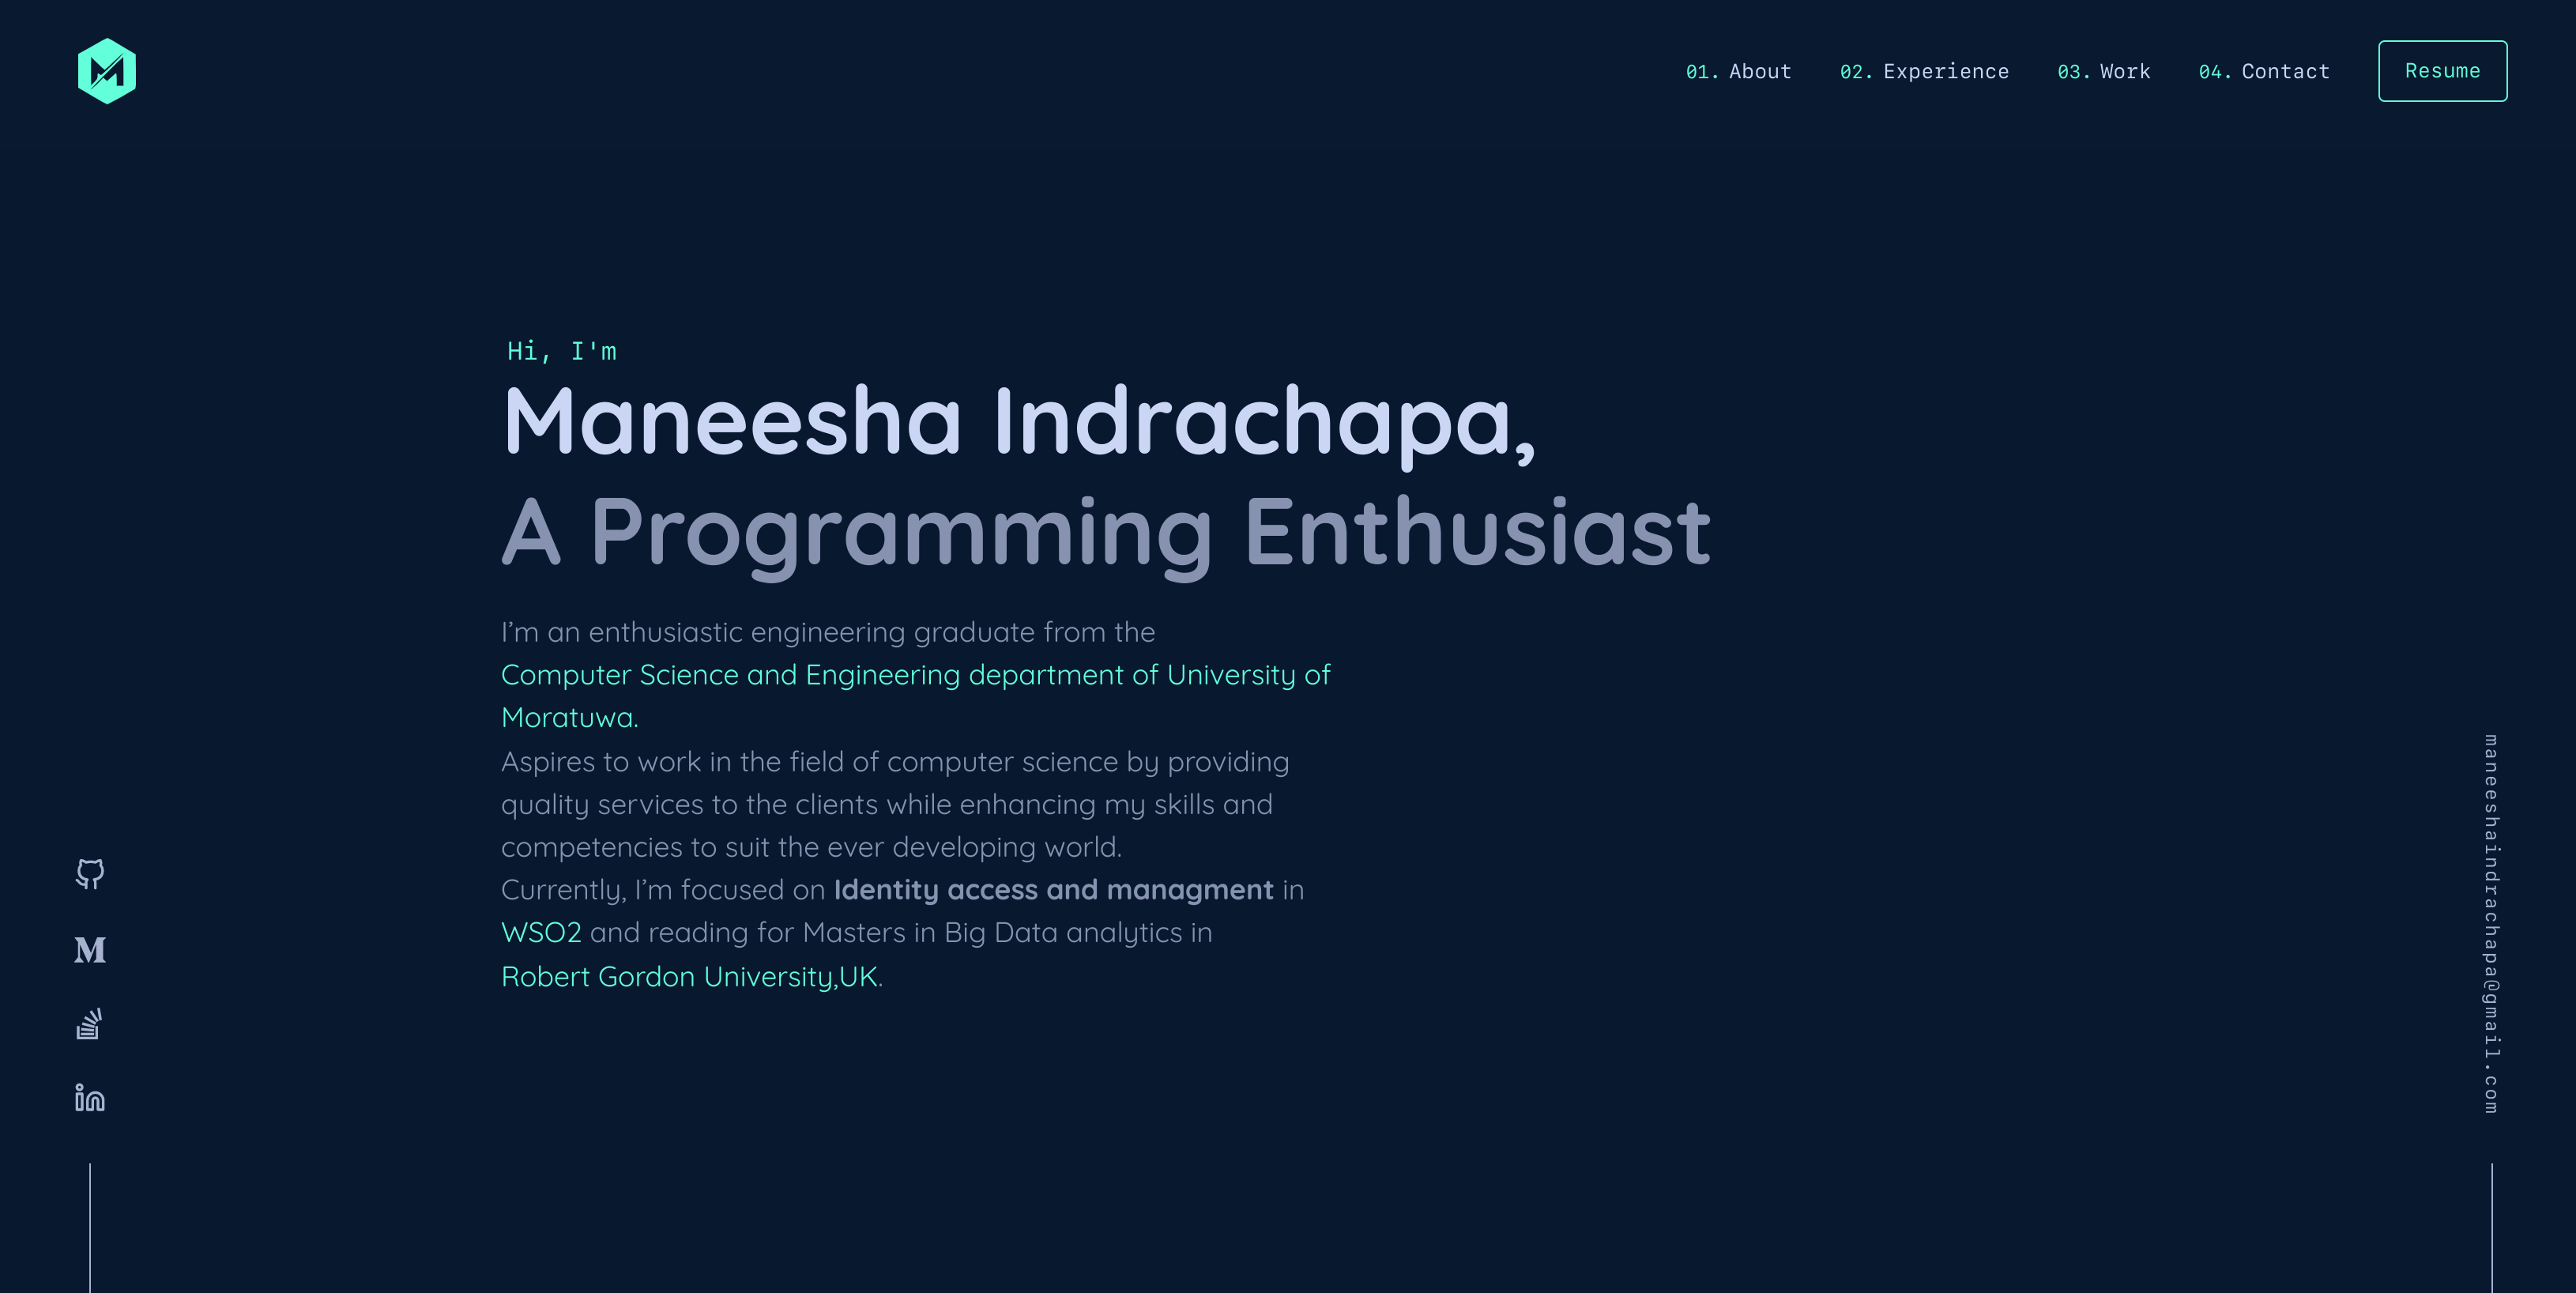 01. About 02. Experience 03. Work 04. Contact Resume
Hi, I'm
Maneesha Indrachapa,
A Programming Enthusiast
I’m an enthusiastic engineering graduate from the
Computer Science and Engineering department of University of
Moratuwa.
Aspires to work in the field of computer science by providing
quality services to the clients while enhancing my skills and
competencies to suit the ever developing world.
Currently, I’m focused on Identity access and managment in
WSO2 and reading for Masters in Big Data analytics in
Robert Gordon University,UK.
maneeshaindrachapa@gmail.com